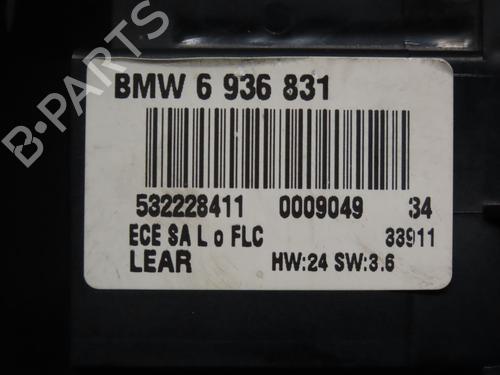 BMW 6 936 831
532228411 0009049 34
ECE SA L o FLC 33911
LEAR HW:24 SW:3.6
B-PARTS